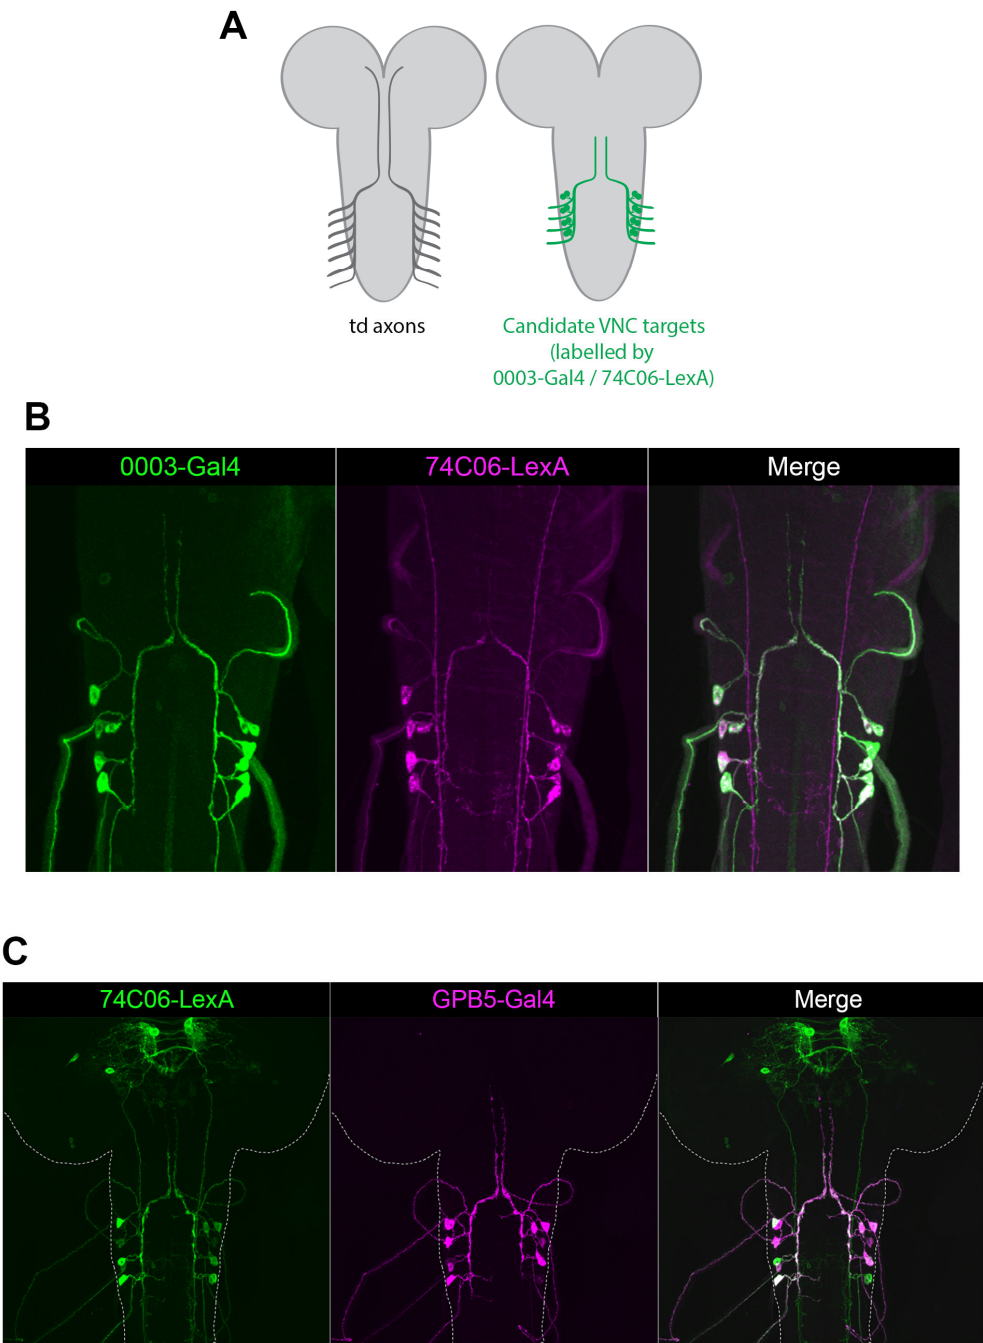 A
td axons
Candidate VNC targets
(labelled by
0003-Gal4 / 74C06-LexA)
B
0003-Gal4
74C06-LexA
Merge
C
74C06-LexA
GPB5-Gal4
Merge